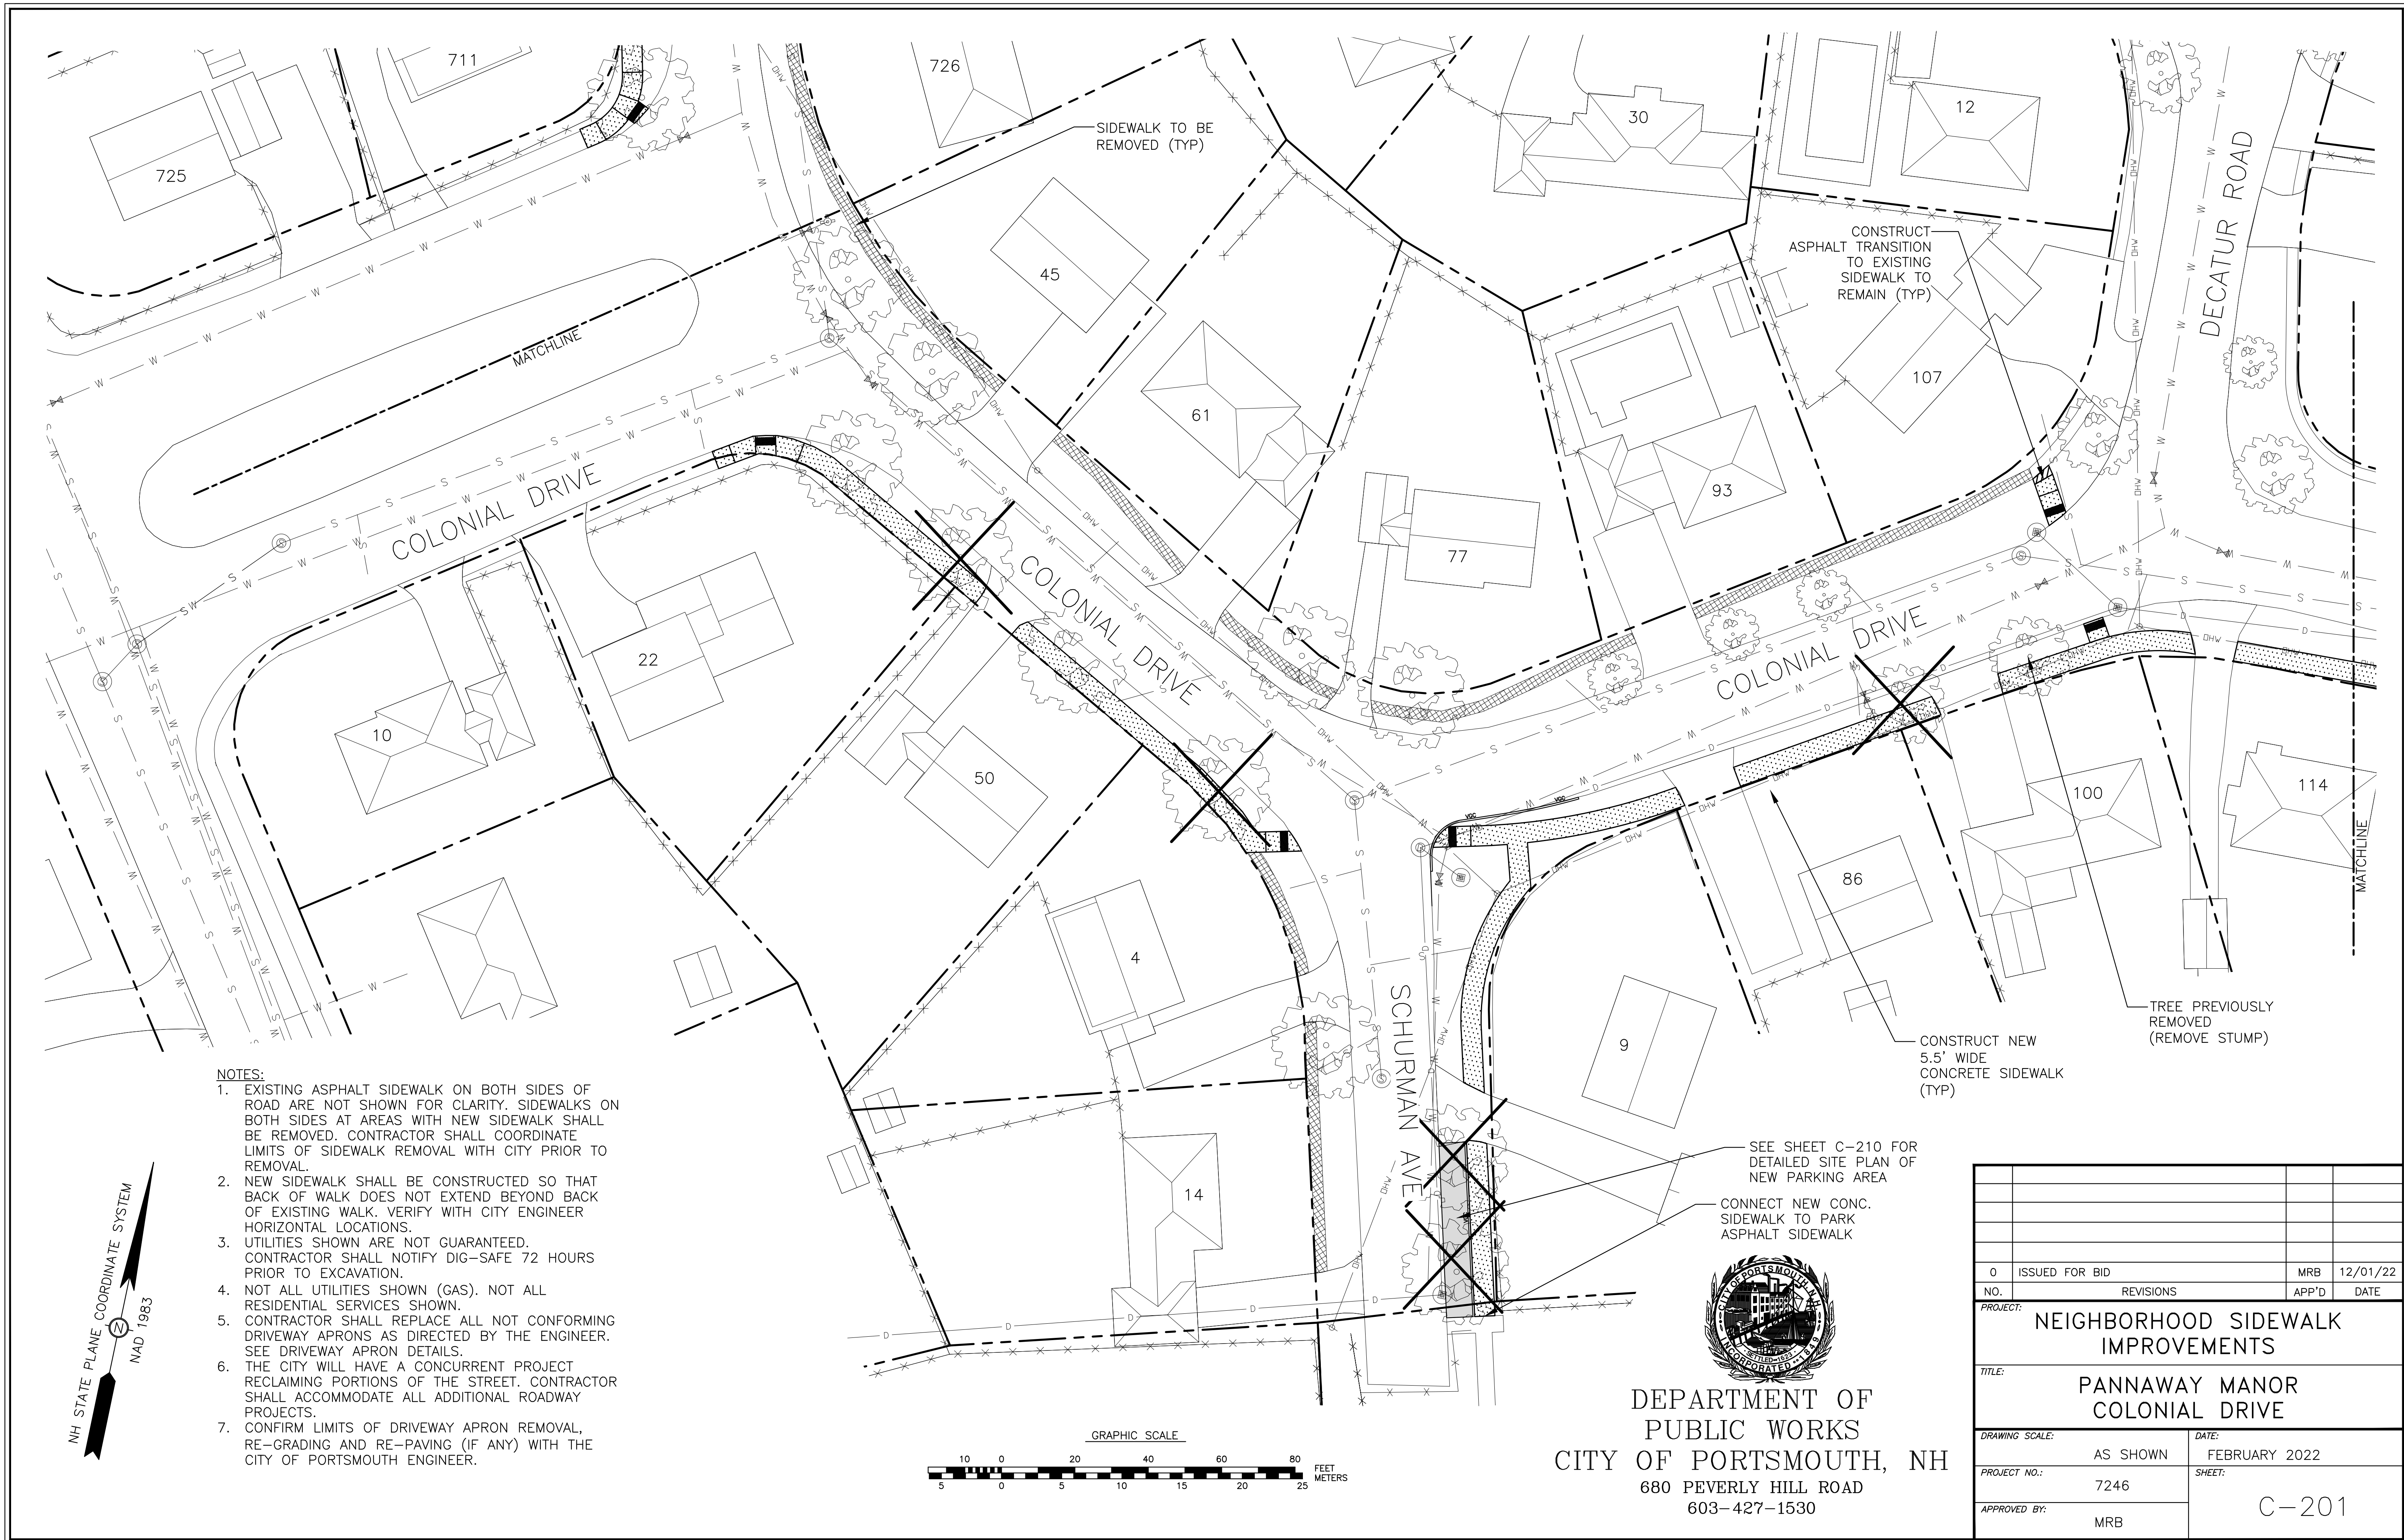 711
726
725
SIDEWALK TO BE
REMOVED (TYP)
30
12
DECATUR ROAD
45
CONSTRUCT
ASPHALT TRANSITION
TO EXISTING
SIDEWALK TO
REMAIN (TYP)
MATCHLINE
61
107
93
77
COLONIAL DRIVE
COLONIAL DRIVE
COLONIAL DRIVE
22
10
50
100
114
86
MATCHLINE
4
SCHURMAN AVE
9
14
VGC
VGC
TREE PREVIOUSLY
REMOVED
(REMOVE STUMP)
CONSTRUCT NEW
5.5' WIDE
CONCRETE SIDEWALK
(TYP)
SEE SHEET C-210 FOR
DETAILED SITE PLAN OF
NEW PARKING AREA
CONNECT NEW CONC.
SIDEWALK TO PARK
ASPHALT SIDEWALK
NOTES:
1. EXISTING ASPHALT SIDEWALK ON BOTH SIDES OF
ROAD ARE NOT SHOWN FOR CLARITY. SIDEWALKS ON
BOTH SIDES AT AREAS WITH NEW SIDEWALK SHALL
BE REMOVED. CONTRACTOR SHALL COORDINATE
LIMITS OF SIDEWALK REMOVAL WITH CITY PRIOR TO
REMOVAL.
2. NEW SIDEWALK SHALL BE CONSTRUCTED SO THAT
BACK OF WALK DOES NOT EXTEND BEYOND BACK
OF EXISTING WALK. VERIFY WITH CITY ENGINEER
HORIZONTAL LOCATIONS.
3. UTILITIES SHOWN ARE NOT GUARANTEED.
CONTRACTOR SHALL NOTIFY DIG-SAFE 72 HOURS
PRIOR TO EXCAVATION.
4. NOT ALL UTILITIES SHOWN (GAS). NOT ALL
RESIDENTIAL SERVICES SHOWN.
5. CONTRACTOR SHALL REPLACE ALL NOT CONFORMING
DRIVEWAY APRONS AS DIRECTED BY THE ENGINEER.
SEE DRIVEWAY APRON DETAILS.
6. THE CITY WILL HAVE A CONCURRENT PROJECT
RECLAIMING PORTIONS OF THE STREET. CONTRACTOR
SHALL ACCOMMODATE ALL ADDITIONAL ROADWAY
PROJECTS.
7. CONFIRM LIMITS OF DRIVEWAY APRON REMOVAL,
RE-GRADING AND RE-PAVING (IF ANY) WITH THE
CITY OF PORTSMOUTH ENGINEER.
NH STATE PLANE COORDINATE SYSTEM
N
NAD 1983
GRAPHIC SCALE
10 0 20 40 60 80
FEET
METERS
5 0 5 10 15 20 25
CITY OF PORTSMOUTH, N.H.
SETTLED-1623
INCORPORATED 1849
DEPARTMENT OF
PUBLIC WORKS
CITY OF PORTSMOUTH, NH
680 PEVERLY HILL ROAD
603-427-1530
0 ISSUED FOR BID MRB 12/01/22
NO. REVISIONS APP'D DATE
PROJECT:
NEIGHBORHOOD SIDEWALK
IMPROVEMENTS
TITLE:
PANNAWAY MANOR
COLONIAL DRIVE
DRAWING SCALE:
AS SHOWN
DATE:
FEBRUARY 2022
PROJECT NO.:
7246
SHEET:
C-201
APPROVED BY:
MRB